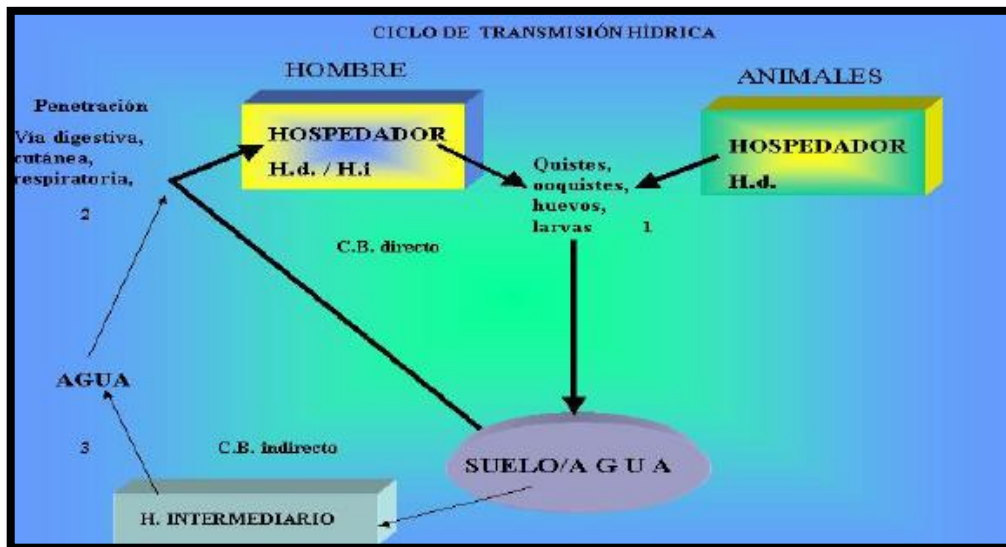 CICLO DE TRANSMISIÓN HÍDRICA
HOMBRE
ANIMALES
Penetración
Vía digestiva,
cutánea,
respiratoria,
2
HOSPEDADOR
H.d. / H.i
Quistes,
ooquistes,
huevos,
larvas 1
HOSPEDADOR
H.d.
C.B. directo
AGUA
3
C.B. indirecto
SUELO/A G U A
H. INTERMEDIARIO